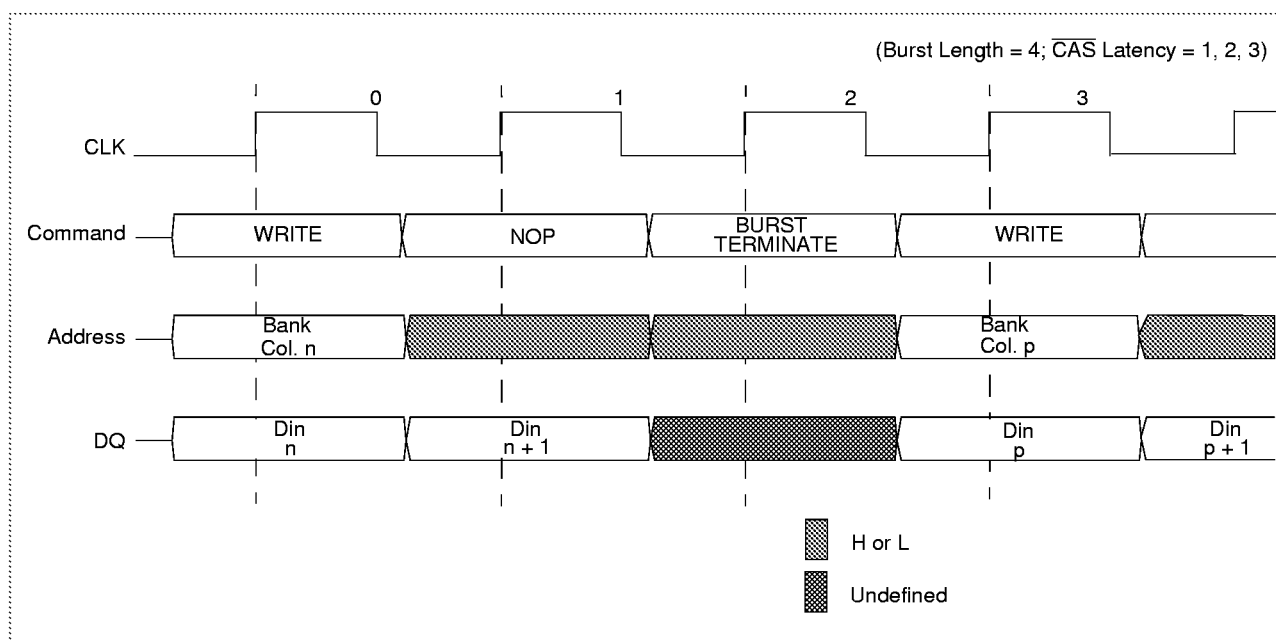 (Burst Length = 4; CAS Latency = 1, 2, 3)
0 1 2 3
CLK
Command WRITE NOP BURST TERMINATE WRITE
Address Bank Col. n Bank Col. p
DQ Din n Din n + 1 Din p Din p + 1
H or L
Undefined